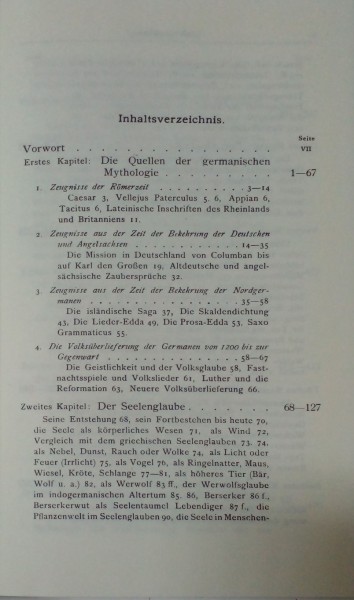 Inhaltsverzeichnis.
Seite
Vorwort . . . . . . . . . . . . . . . . VII
Erstes Kapitel: Die Quellen der germanischen
Mythologie . . . . . . . . . 1—67
1. Zeugnisse der Römerzeit . . . . . . . . . 3—14
Caesar 3, Vellejus Paterculus 5. 6, Appian 6,
Tacitus 6, Lateinische Inschriften des Rheinlands
und Britanniens 11.
2. Zeugnisse aus der Zeit der Bekehrung der Deutschen
und Angelsachsen . . . . . . . . . . . 14—35
Die Mission in Deutschland von Columban bis
auf Karl den Großen 19, Altdeutsche und angel-
sächsische Zaubersprüche 32.
3. Zeugnisse aus der Zeit der Bekehrung der Nordger-
manen . . . . . . . . . . . . . . . . 35—58
Die isländische Saga 37, Die Skaldendichtung
43, Die Lieder-Edda 49, Die Prosa-Edda 53, Saxo
Grammaticus 55.
4. Die Volksüberlieferung der Germanen von 1200 bis zur
Gegenwart . . . . . . . . . . . . . . 58—67
Die Geistlichkeit und der Volksglaube 58, Fast-
nachtsspiele und Volkslieder 61, Luther und die
Reformation 63, Neuere Volksüberlieferung 66.
Zweites Kapitel: Der Seelenglaube . . . . . . 68—127
Seine Entstehung 68, sein Fortbestehen bis heute 70,
die Seele als körperliches Wesen 71, als Wind 72,
Vergleich mit dem griechischen Seelenglauben 73. 74,
als Nebel, Dunst, Rauch oder Wolke 74, als Licht oder
Feuer (Irrlicht) 75, als Vogel 76, als Ringelnatter, Maus,
Wiesel, Kröte, Schlange 77—81, als höheres Tier (Bär,
Wolf u. a.) 82, als Werwolf 83 ff., der Werwolfsglaube
im indogermanischen Altertum 85. 86, Berserker 86 f.,
Berserkerwut als Seelentaumel Lebendiger 87 f., die
Pflanzenwelt im Seelenglauben 90, die Seele in Menschen-